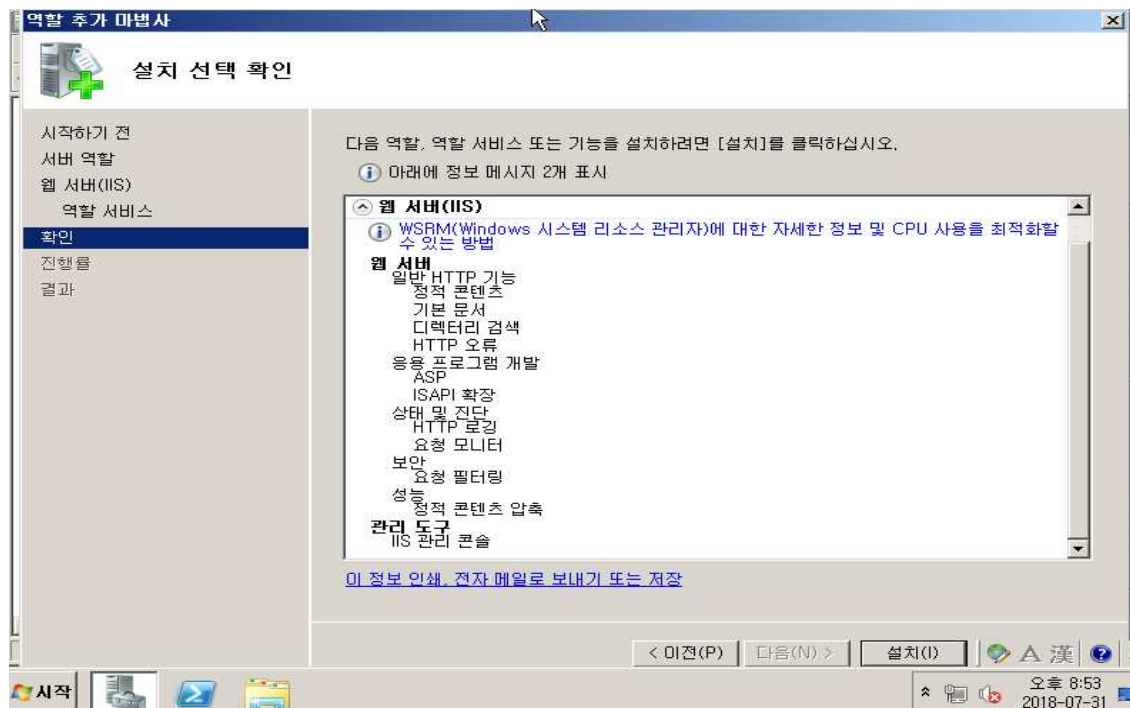 역할 추가 마법사
설치 선택 확인
시작하기 전
서버 역할
웹 서버(IIS)
역할 서비스
확인
진행률
결과
다음 역할, 역할 서비스 또는 기능을 설치하려면 [설치]를 클릭하십시오.
아래에 정보 메시지 2개 표시
웹 서버(IIS)
WSRM(Windows 시스템 리소스 관리자)에 대한 자세한 정보 및 CPU 사용을 최적화할
수 있는 방법
웹 서버
일반 HTTP 기능
정적 콘텐츠
기본 문서
디렉터리 검색
HTTP 오류
응용 프로그램 개발
ASP
ISAPI 확장
상태 및 진단
HTTP 로깅
요청 모니터
보안
요청 필터링
성능
정적 콘텐츠 압축
관리 도구
IIS 관리 콘솔
이 정보 인쇄, 전자 메일로 보내기 또는 저장
< 이전(P) 다음(N) > 설치(I) A 漢
시작
오후 8:53
2018-07-31